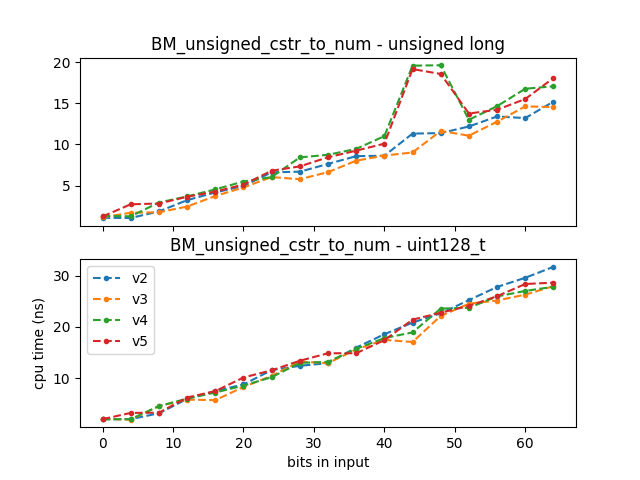 BM_unsigned_cstr_to_num - unsigned long
20
15
10
5
BM_unsigned_cstr_to_num - uint128_t
30
20
10
cpu time (ns)
v2
v3
v4
v5
0 10 20 30 40 50 60
bits in input